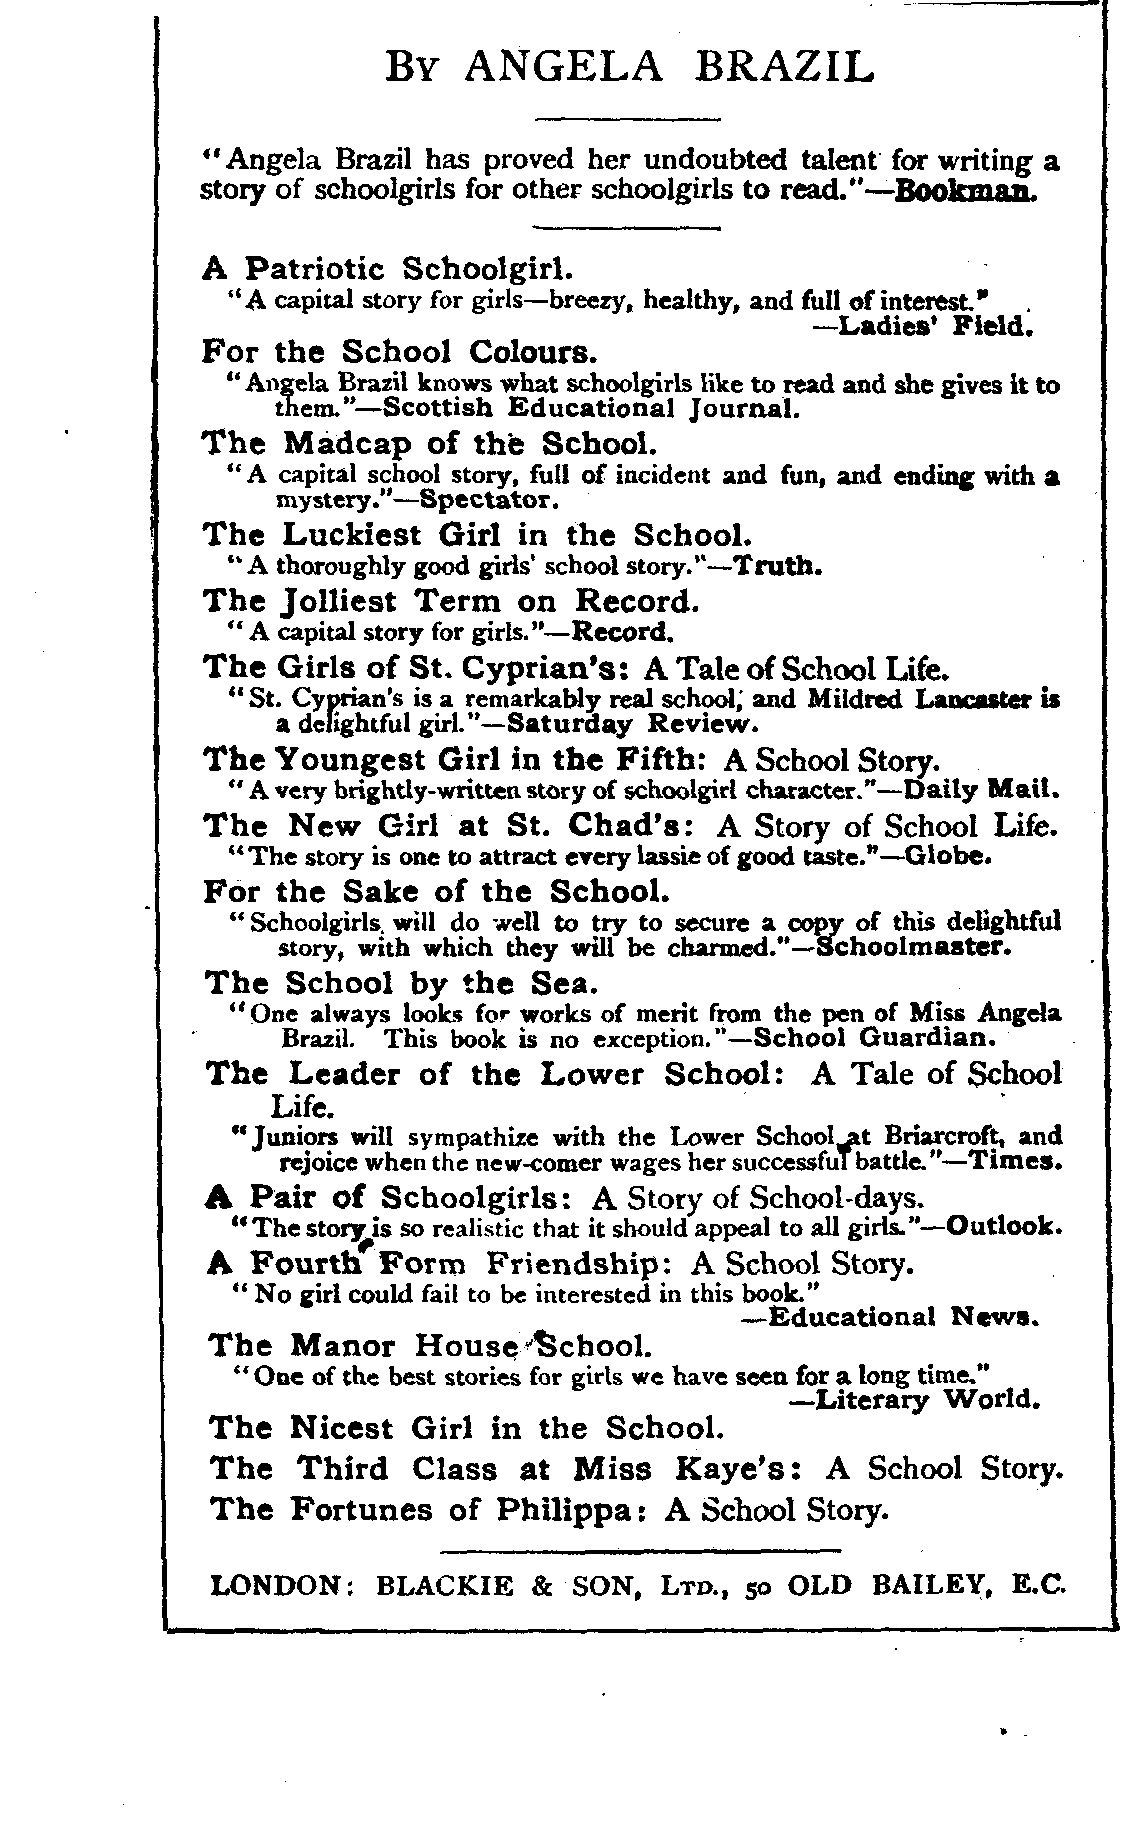 By ANGELA BRAZIL
"Angela Brazil has proved her undoubted talent for writing a
story of schoolgirls for other schoolgirls to read."—Bookman.
A Patriotic Schoolgirl.
"A capital story for girls—breezy, healthy, and full of interest."
—Ladies' Field.
For the School Colours.
"Angela Brazil knows what schoolgirls like to read and she gives it to
them."—Scottish Educational Journal.
The Madcap of the School.
"A capital school story, full of incident and fun, and ending with a
mystery."—Spectator.
The Luckiest Girl in the School.
"A thoroughly good girls' school story."—Truth.
The Jolliest Term on Record.
"A capital story for girls."—Record.
The Girls of St. Cyprian's: A Tale of School Life.
"St. Cyprian's is a remarkably real school, and Mildred Lancaster is
a delightful girl."—Saturday Review.
The Youngest Girl in the Fifth: A School Story.
"A very brightly-written story of schoolgirl character."—Daily Mail.
The New Girl at St. Chad's: A Story of School Life.
"The story is one to attract every lassie of good taste."—Globe.
For the Sake of the School.
"Schoolgirls will do well to try to secure a copy of this delightful
story, with which they will be charmed."—Schoolmaster.
The School by the Sea.
"One always looks for works of merit from the pen of Miss Angela
Brazil. This book is no exception."—School Guardian.
The Leader of the Lower School: A Tale of School
Life.
"Juniors will sympathize with the Lower School at Briarcroft, and
rejoice when the new-comer wages her successful battle."—Times.
A Pair of Schoolgirls: A Story of School-days.
"The story is so realistic that it should appeal to all girls."—Outlook.
A Fourth Form Friendship: A School Story.
"No girl could fail to be interested in this book."
—Educational News.
The Manor House School.
"One of the best stories for girls we have seen for a long time."
—Literary World.
The Nicest Girl in the School.
The Third Class at Miss Kaye's: A School Story.
The Fortunes of Philippa: A School Story.
LONDON: BLACKIE & SON, LTD., 50 OLD BAILEY, E.C.